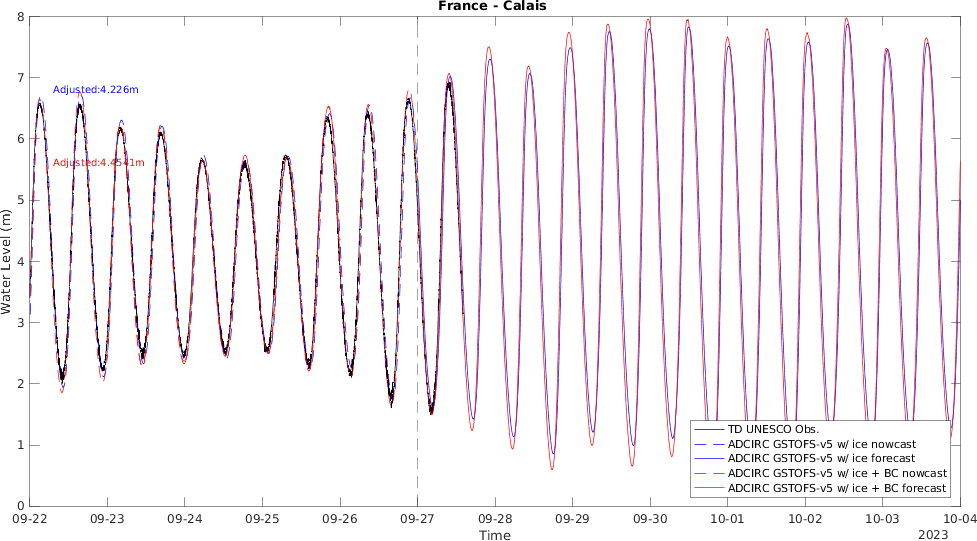 France - Calais
8
7
6
5
4
3
2
1
0
Water Level (m)
Adjusted:4.226m
Adjusted:4.4541m
TD UNESCO Obs.
ADCIRC GSTOFS-v5 w/ ice nowcast
ADCIRC GSTOFS-v5 w/ ice forecast
ADCIRC GSTOFS-v5 w/ ice + BC nowcast
ADCIRC GSTOFS-v5 w/ ice + BC forecast
09-22 09-23 09-24 09-25 09-26 09-27 09-28 09-29 09-30 10-01 10-02 10-03 10-04
Time
2023